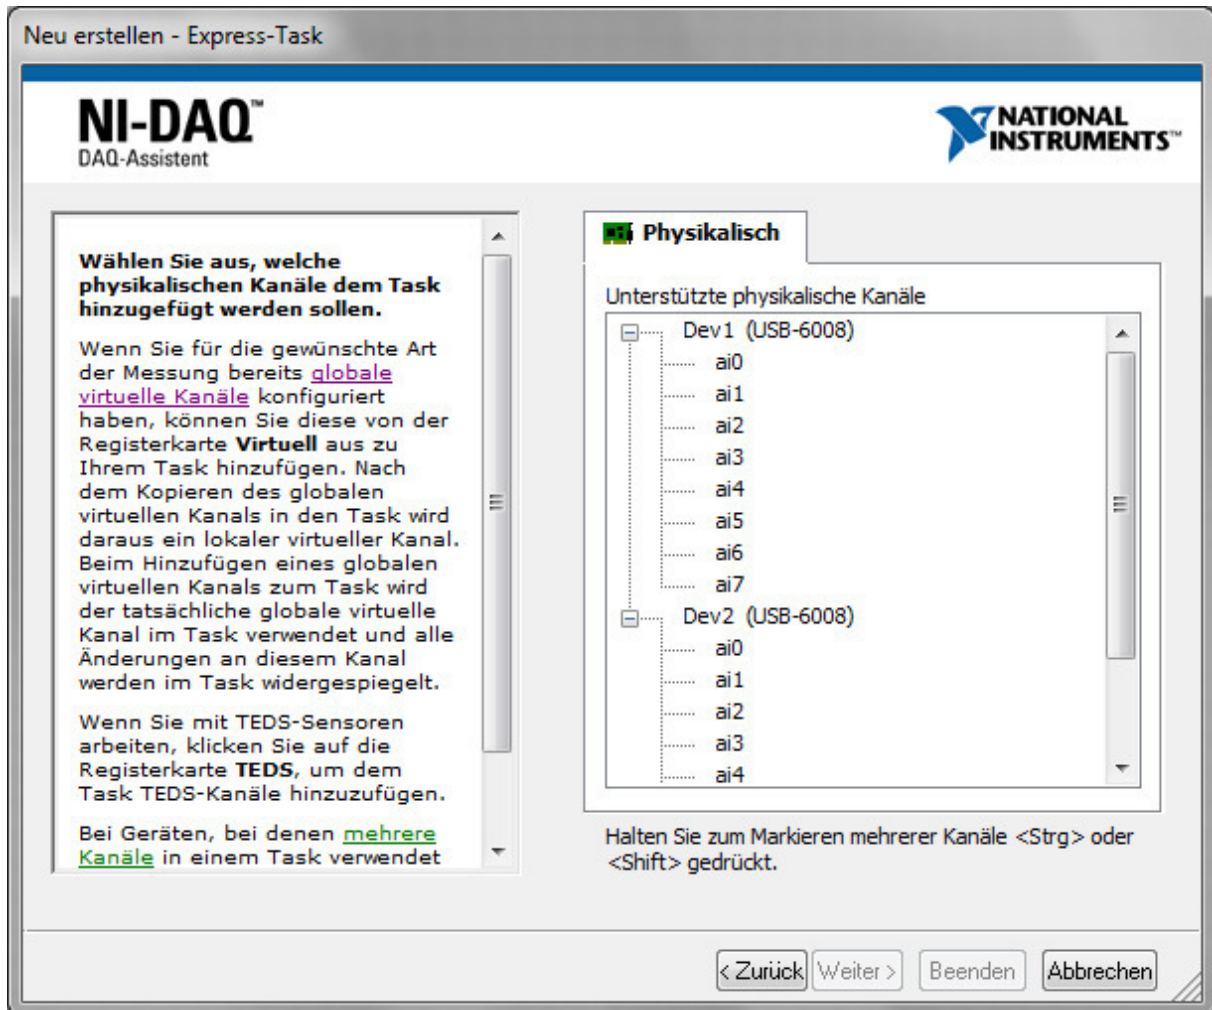 Neu erstellen - Express-Task
NI-DAQ™
DAQ-Assistent
NATIONAL
INSTRUMENTS™
Wählen Sie aus, welche
physikalischen Kanäle dem Task
hinzugefügt werden sollen.
Wenn Sie für die gewünschte Art
der Messung bereits globale
virtuelle Kanäle konfiguriert
haben, können Sie diese von der
Registerkarte Virtuell aus zu
Ihrem Task hinzufügen. Nach
dem Kopieren des globalen
virtuellen Kanals in den Task wird
daraus ein lokaler virtueller Kanal.
Beim Hinzufügen eines globalen
virtuellen Kanals zum Task wird
der tatsächliche globale virtuelle
Kanal im Task verwendet und alle
Änderungen an diesem Kanal
werden im Task widergespiegelt.
Wenn Sie mit TEDS-Sensoren
arbeiten, klicken Sie auf die
Registerkarte TEDS, um dem
Task TEDS-Kanäle hinzuzufügen.
Bei Geräten, bei denen mehrere
Kanäle in einem Task verwendet
Physikalisch
Unterstützte physikalische Kanäle
Dev1 (USB-6008)
ai0
ai1
ai2
ai3
ai4
ai5
ai6
ai7
Dev2 (USB-6008)
ai0
ai1
ai2
ai3
ai4
Halten Sie zum Markieren mehrerer Kanäle <Strg> oder
<Shift> gedrückt.
< Zurück Weiter > Beenden Abbrechen